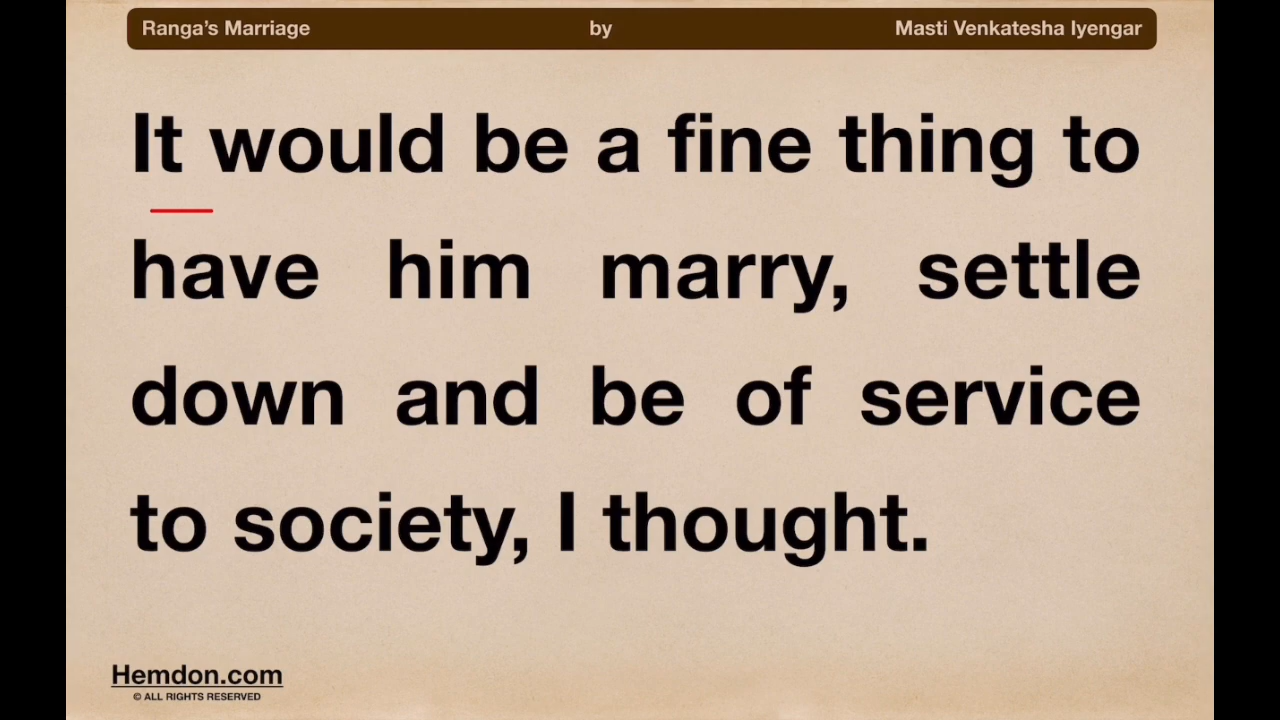 Ranga’s Marriage by Masti Venkatesha Iyengar
It would be a fine thing to
have him marry, settle
down and be of service
to society, I thought.
Hemdon.com
© ALL RIGHTS RESERVED